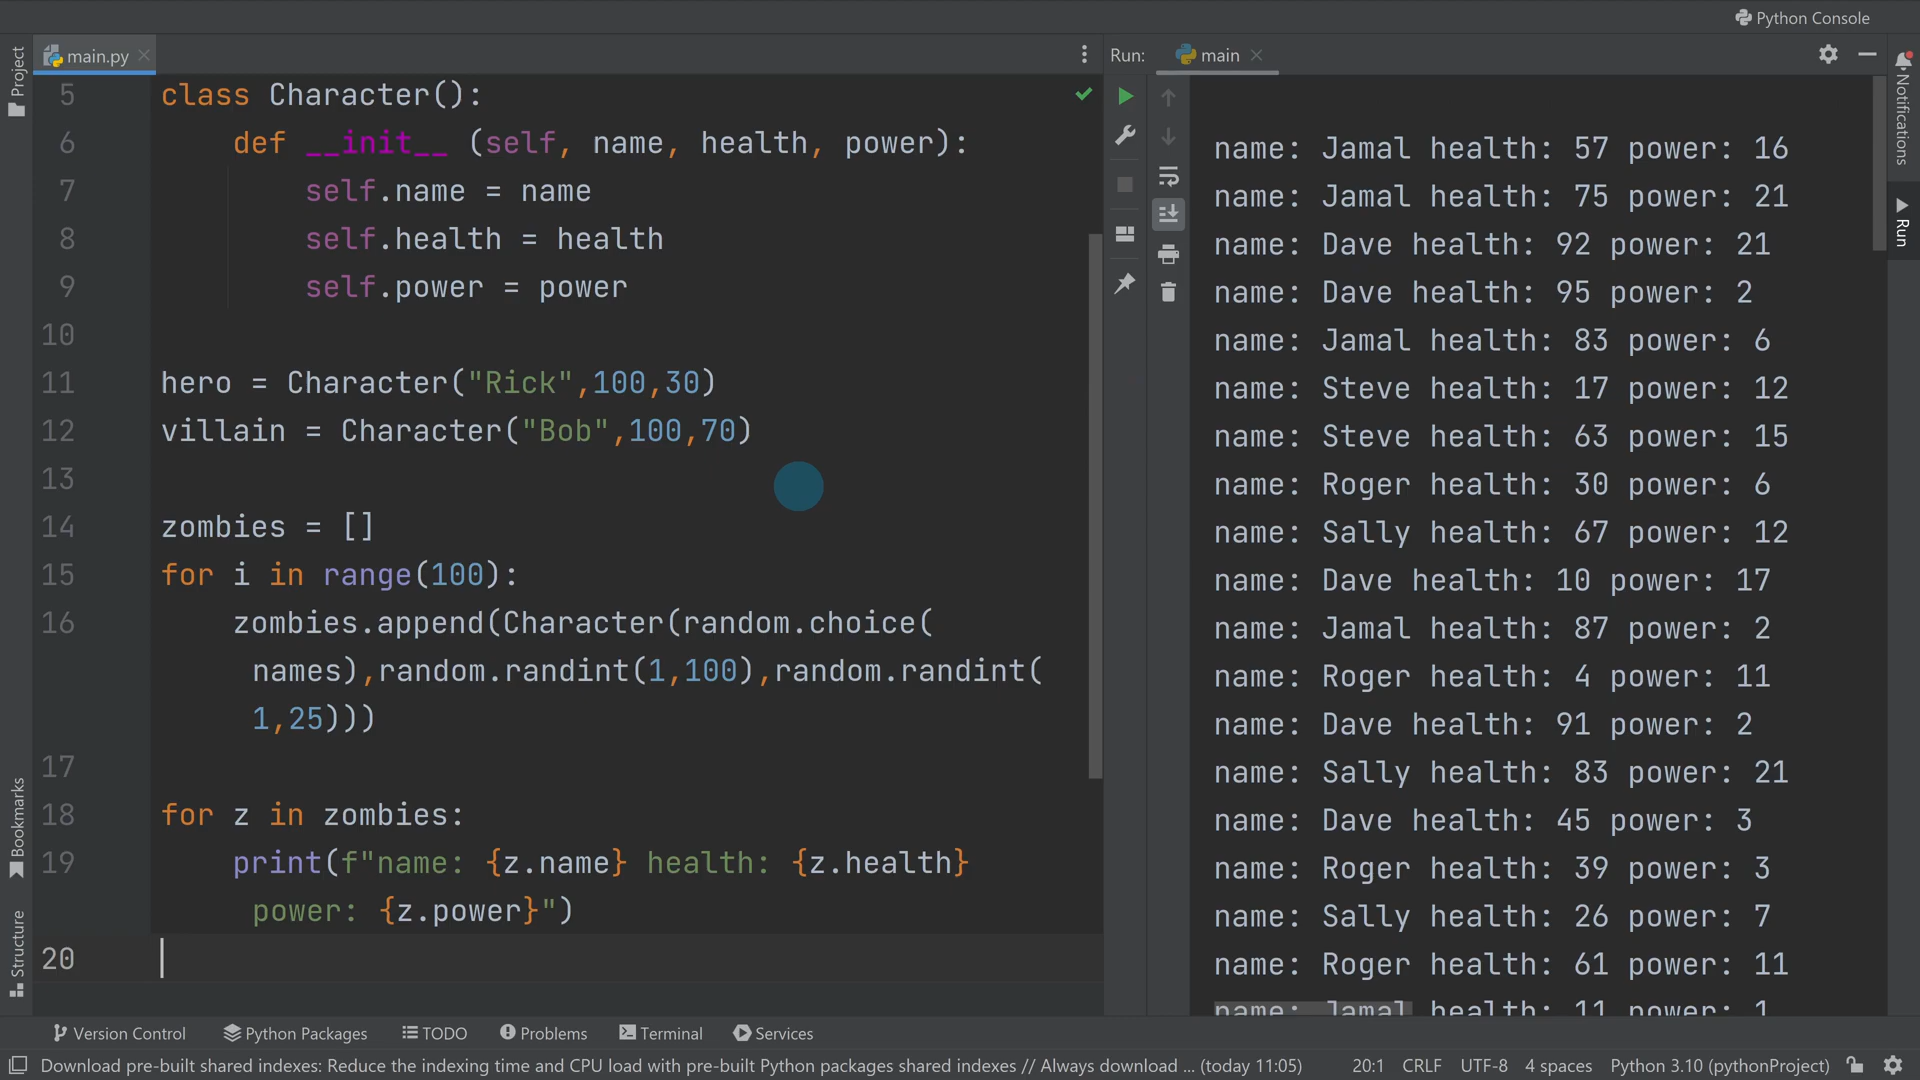 Python Console
Project
main.py
Run:
main
Notifications
Run
5 class Character():
6 def __init__ (self, name, health, power):
7 self.name = name
8 self.health = health
9 self.power = power
10
11 hero = Character("Rick",100,30)
12 villain = Character("Bob",100,70)
13
14 zombies = []
15 for i in range(100):
16 zombies.append(Character(random.choice(
names),random.randint(1,100),random.randint(
1,25)))
17
18 for z in zombies:
19 print(f"name: {z.name} health: {z.health}
power: {z.power}")
20
name: Jamal health: 57 power: 16
name: Jamal health: 75 power: 21
name: Dave health: 92 power: 21
name: Dave health: 95 power: 2
name: Jamal health: 83 power: 6
name: Steve health: 17 power: 12
name: Steve health: 63 power: 15
name: Roger health: 30 power: 6
name: Sally health: 67 power: 12
name: Dave health: 10 power: 17
name: Jamal health: 87 power: 2
name: Roger health: 4 power: 11
name: Dave health: 91 power: 2
name: Sally health: 83 power: 21
name: Dave health: 45 power: 3
name: Roger health: 39 power: 3
name: Sally health: 26 power: 7
name: Roger health: 61 power: 11
name: Jamal health: 11 power: 1
Bookmarks
Structure
Version Control Python Packages TODO Problems Terminal Services
Download pre-built shared indexes: Reduce the indexing time and CPU load with pre-built Python packages shared indexes // Always download ... (today 11:05) 20:1 CRLF UTF-8 4 spaces Python 3.10 (pythonProject)